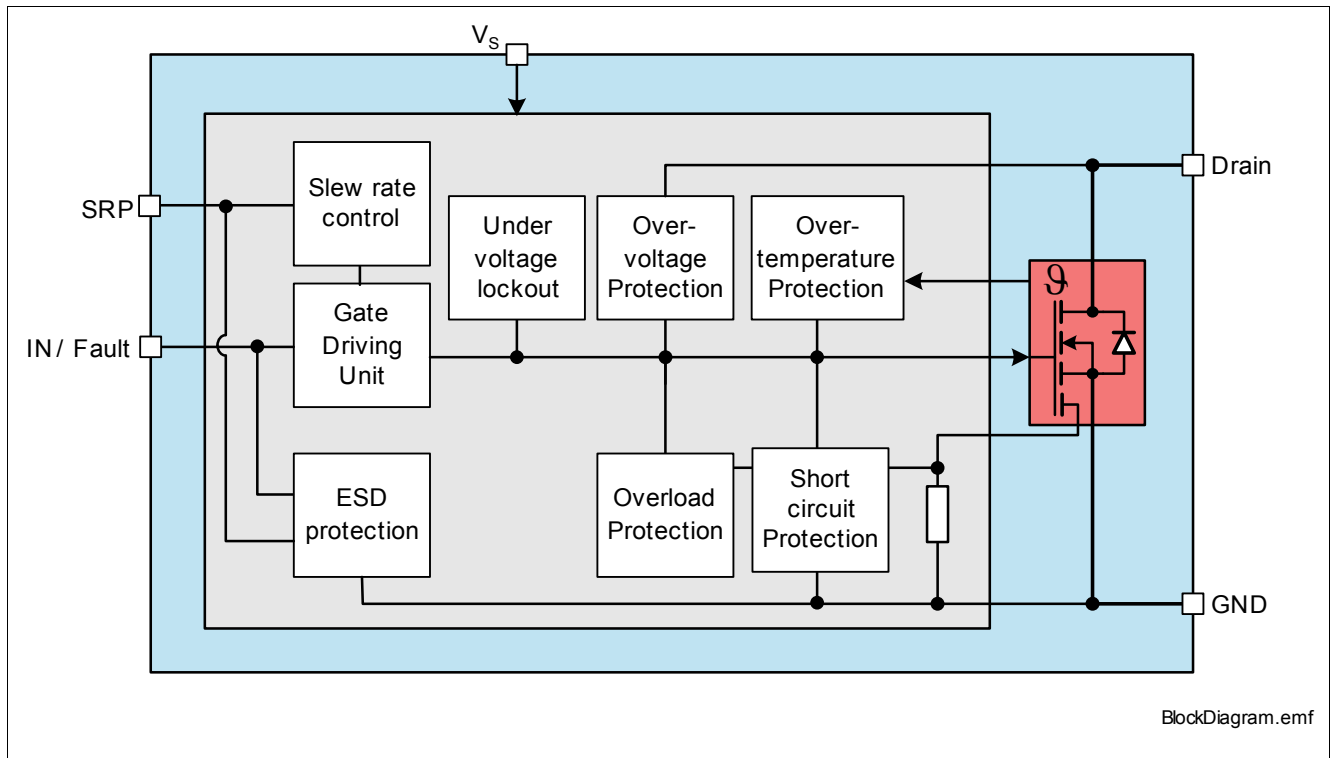 V_S
Drain
SRP
Slew rate
control
Under
voltage
lockout
Over-
voltage
Protection
Over-
temperature
Protection
ϑ
IN / Fault
Gate
Driving
Unit
ESD
protection
Overload
Protection
Short
circuit
Protection
GND
BlockDiagram.emf